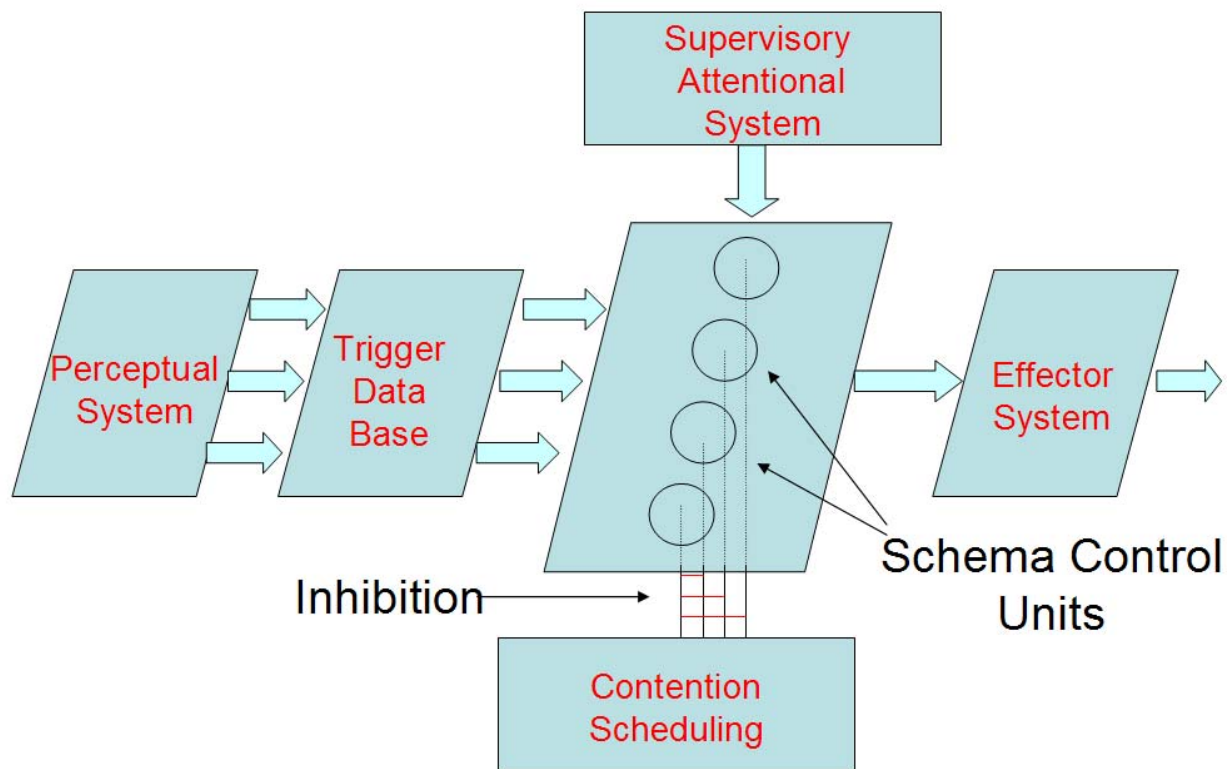 Supervisory
Attentional
System
Perceptual
System
Trigger
Data
Base
Effector
System
Schema Control
Units
Inhibition
Contention
Scheduling